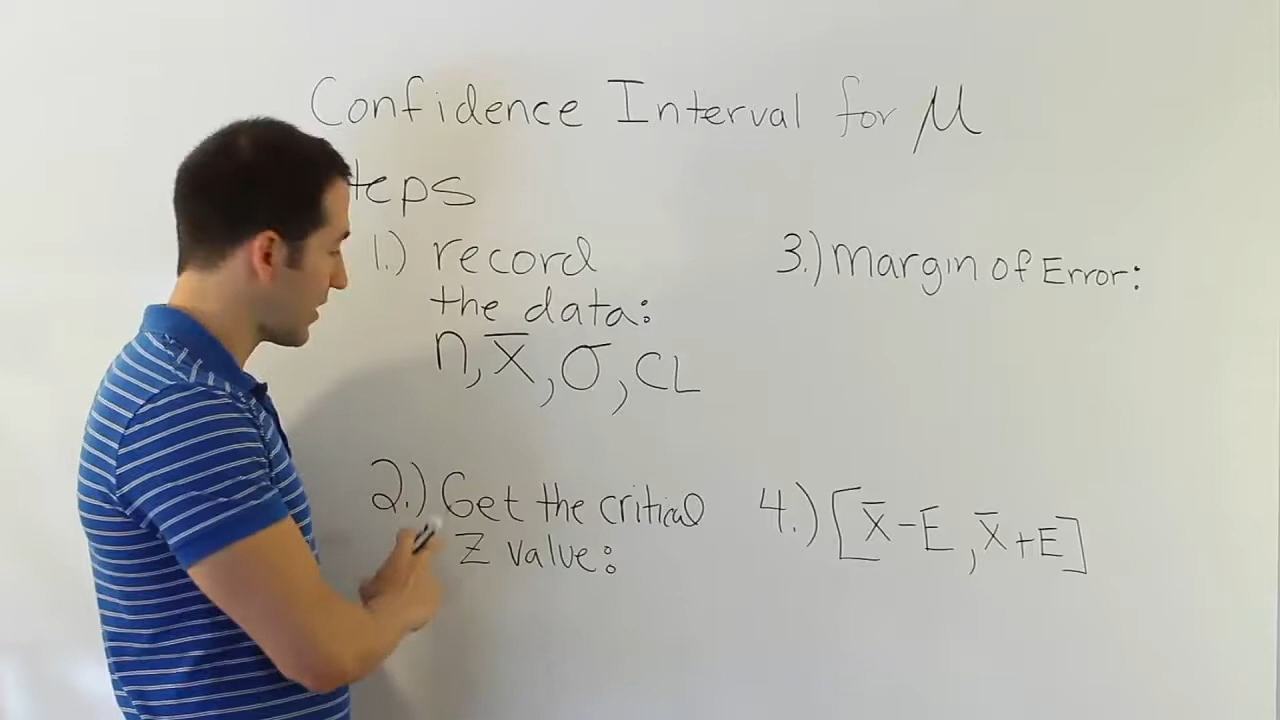 Confidence Interval for μ
teps
1.) record
the data:
n, x̅, σ, CL
2.) Get the critical
Z value:
3.) Margin of Error:
4.) [x̅-E, x̅+E]